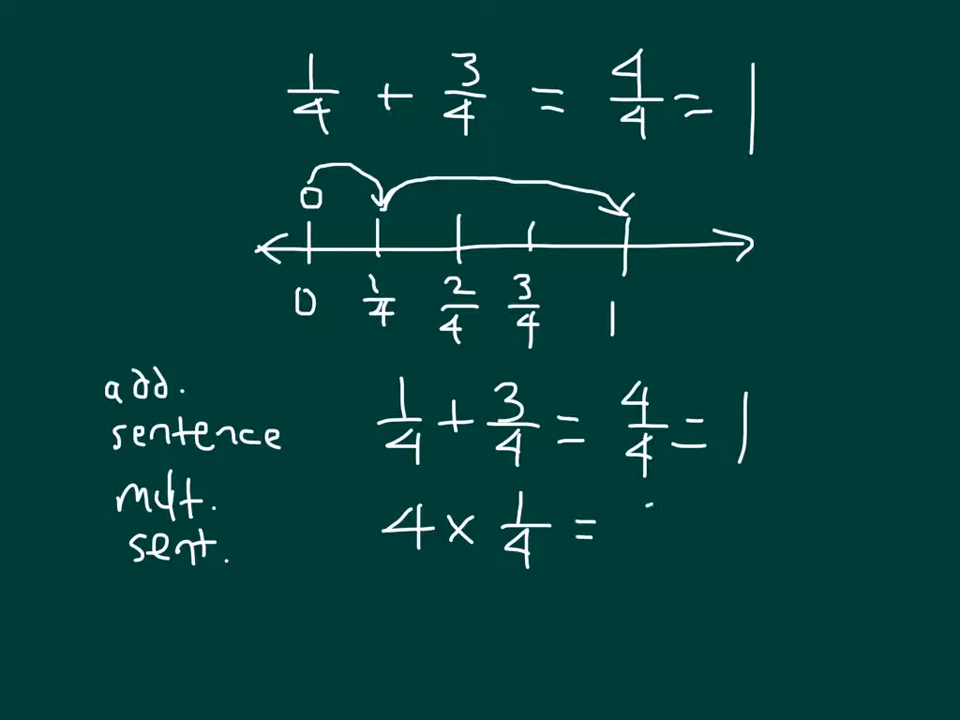 1/4 + 3/4 = 4/4 = 1
0
0 1/4 2/4 3/4 1
add.
sentence 1/4 + 3/4 = 4/4 = 1
mult.
sent. 4 × 1/4 =